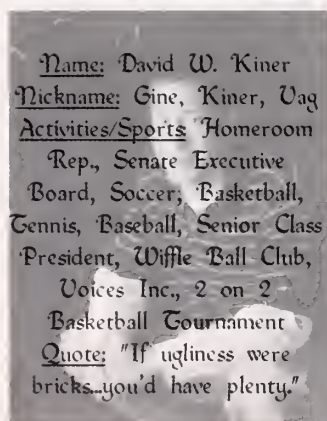 Name: David W. Kiner
Nickname: Gine, Kiner, Vag
Activities/Sports: Homeroom
Rep., Senate Executive
Board, Soccer, Basketball,
Tennis, Baseball, Senior Class
President, Wiffle Ball Club,
Voices Inc., 2 on 2
Basketball Tournament
Quote: "If ugliness were
bricks...you'd have plenty."